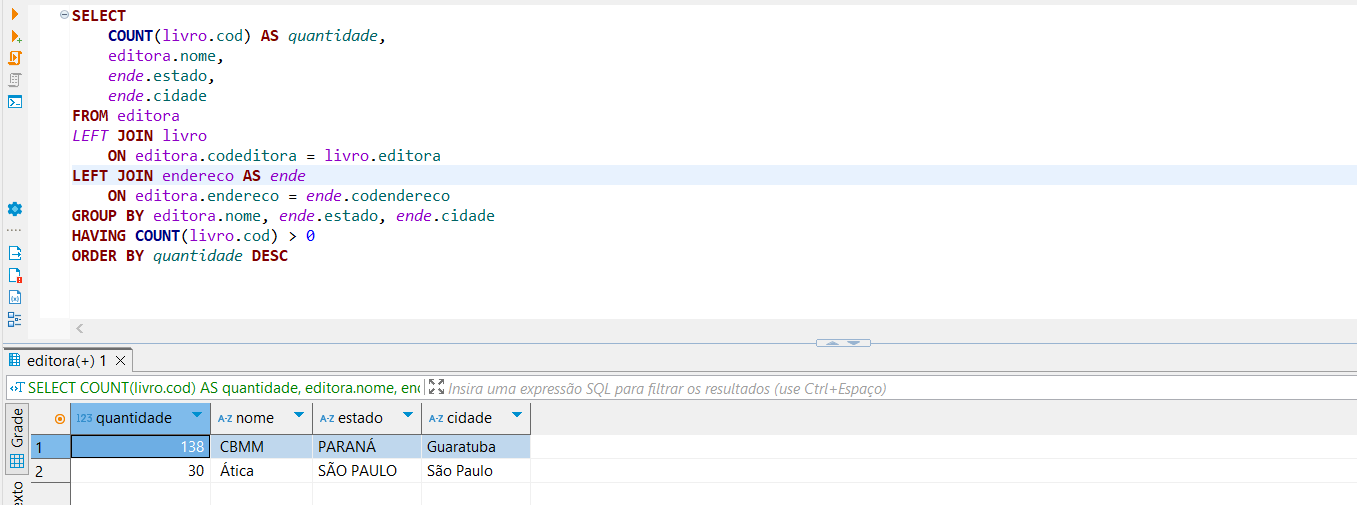 SELECT
COUNT(livro.cod) AS quantidade,
editora.nome,
ende.estado,
ende.cidade
FROM editora
LEFT JOIN livro
ON editora.codeditora = livro.editora
LEFT JOIN endereco AS ende
ON editora.endereco = ende.codendereco
GROUP BY editora.nome, ende.estado, ende.cidade
HAVING COUNT(livro.cod) > 0
ORDER BY quantidade DESC
editora(+) 1
SELECT COUNT(livro.cod) AS quantidade, editora.nome, en Insira uma expressão SQL para filtrar os resultados (use Ctrl+Espaço)
Grade
123 quantidade A-Z nome A-Z estado A-Z cidade
1 138 CBMM PARANÁ Guaratuba
2 30 Ática SÃO PAULO São Paulo